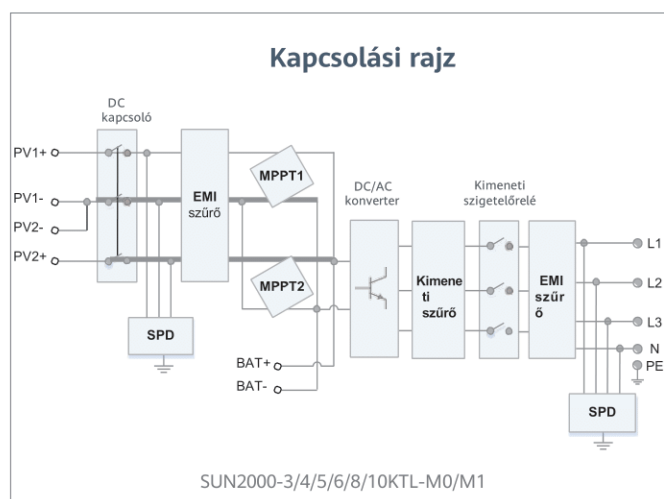 Kapcsolási rajz
DC
kapcsoló
PV1+
PV1-
PV2-
PV2+
EMI
szűrő
MPPT1
MPPT2
SPD
BAT+
BAT-
DC/AC
konverter
Kimene
ti
szűrő
Kimeneti
szigetelőrelé
EMI
szűr
ő
L1
L2
L3
N
PE
SPD
SUN2000-3/4/5/6/8/10KTL-M0/M1